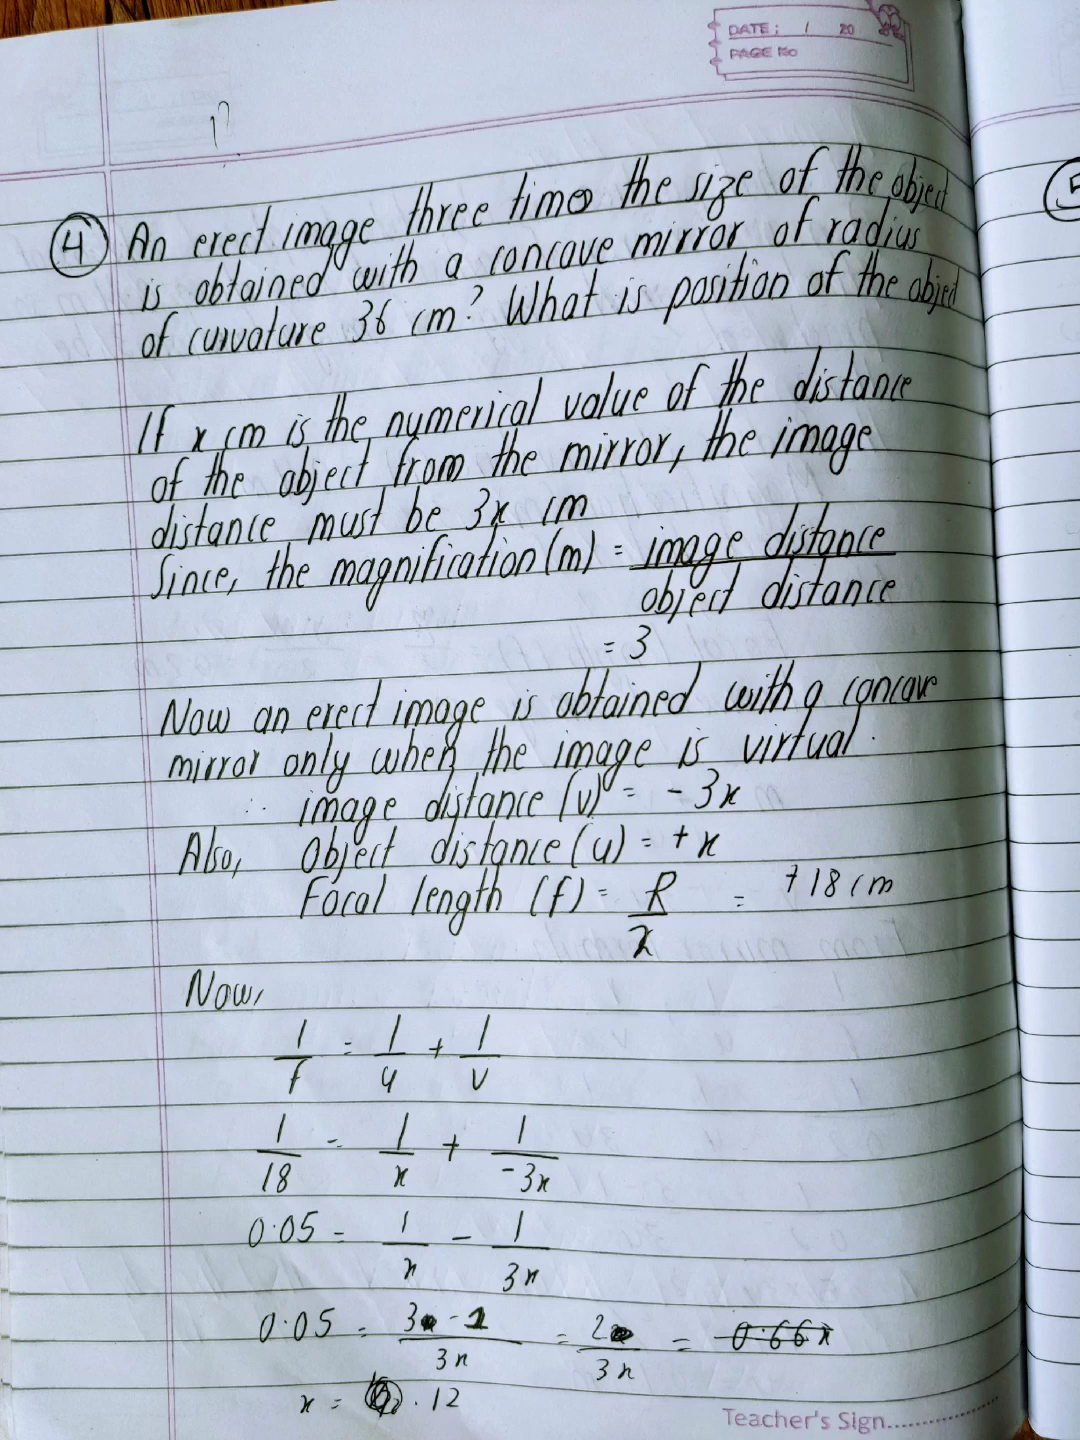 DATE: / 20
PAGE No
17
4 An erect image three times the size of the object
is obtained with a concave mirror of radius
of curvature 36 cm? What is position of the object
5
If x cm is the numerical value of the distance
of the object from the mirror, the image
distance must be 3x cm
Since, the magnification (m) = image distance
object distance
= 3
Now an erect image is obtained with a concave
mirror only when the image is virtual.
∴ image distance (v) = - 3x
Also, Object distance (u) = + x
Focal length (f) = R/2 = +18 cm
Now,
1/f = 1/u + 1/v
1/18 = 1/x + 1/-3x
0.05 = 1/x - 1/3x
0.05 = 3 - 1/3x = 2/3x = 0.66x
x = .12
Teacher's Sign